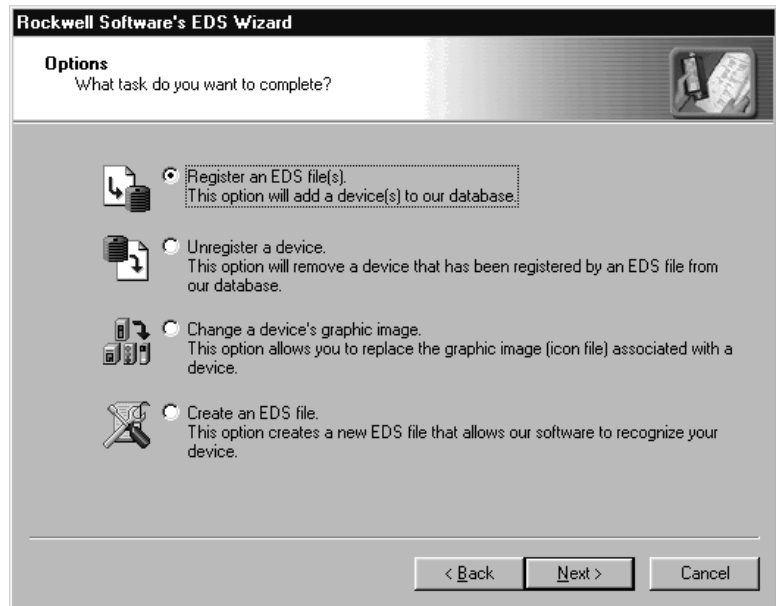 Rockwell Software's EDS Wizard
Options
What task do you want to complete?
Register an EDS file(s).
This option will add a device(s) to our database.
Unregister a device.
This option will remove a device that has been registered by an EDS file from
our database.
Change a device's graphic image.
This option allows you to replace the graphic image (icon file) associated with a
device.
Create an EDS file.
This option creates a new EDS file that allows our software to recognize your
device.
< Back Next > Cancel